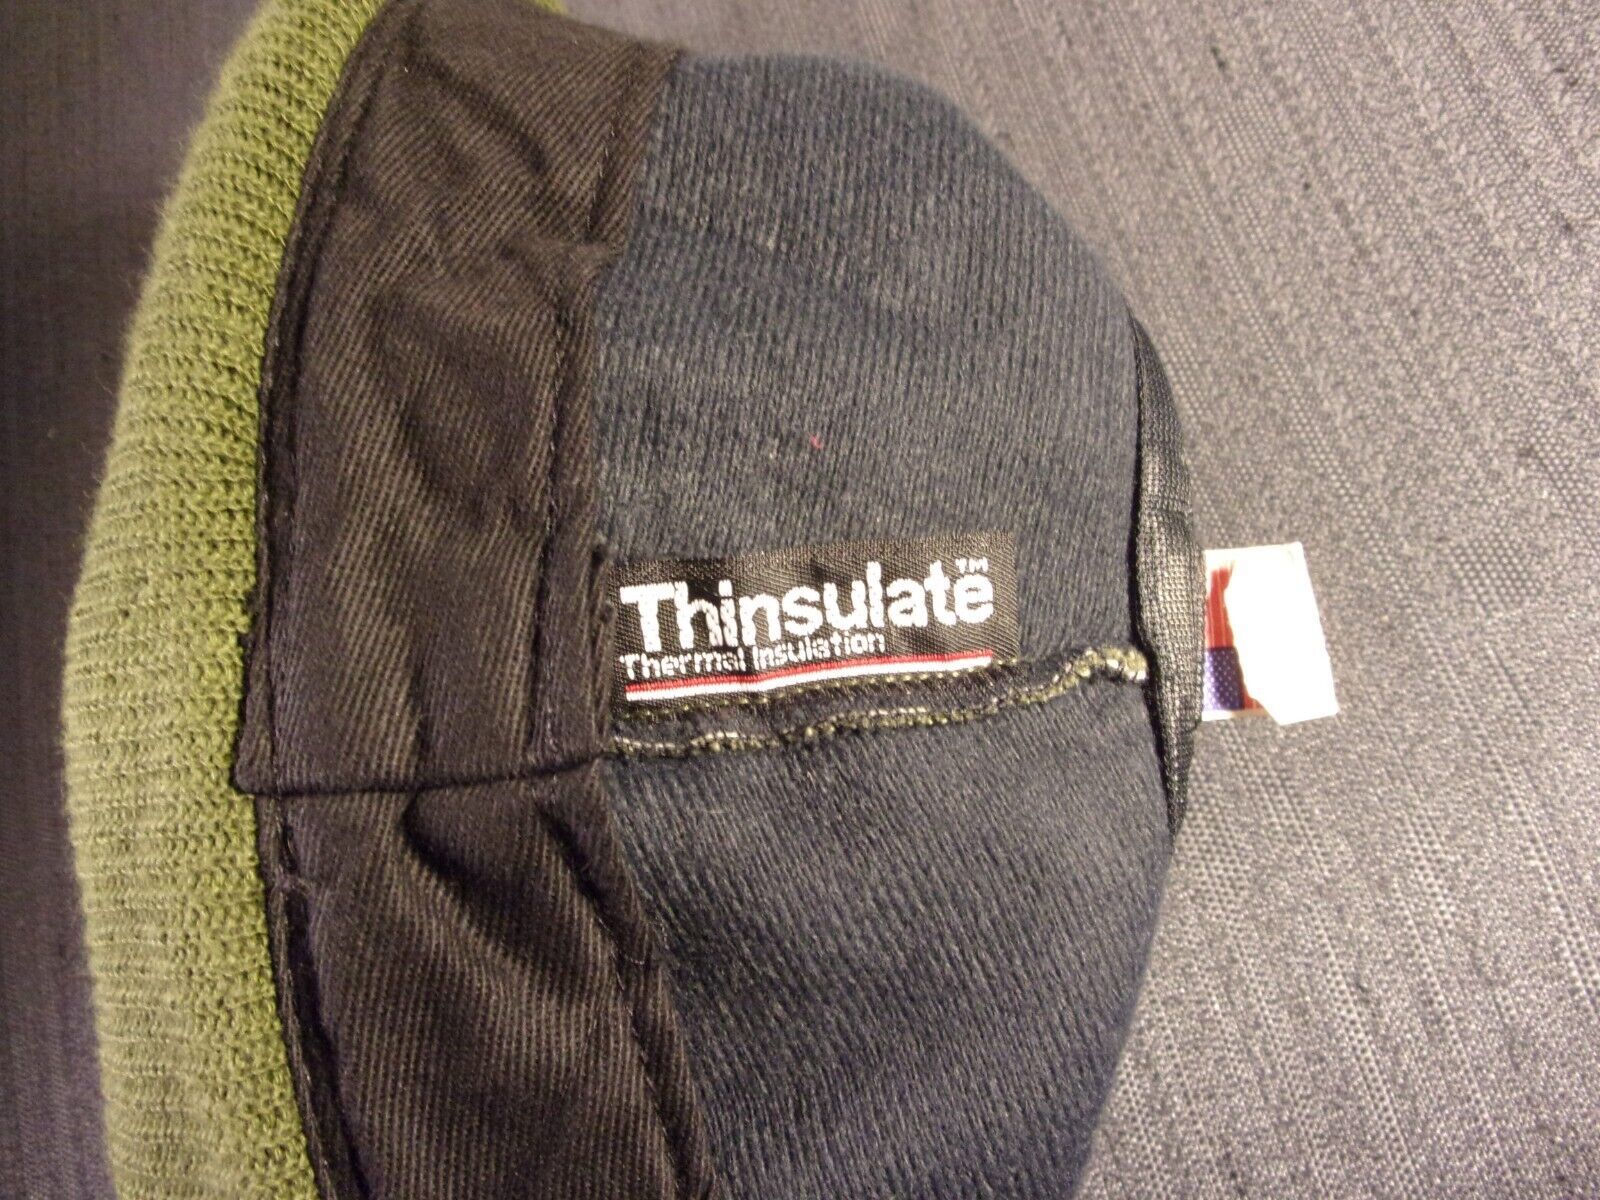 Thinsulate™
Thermal Insulation